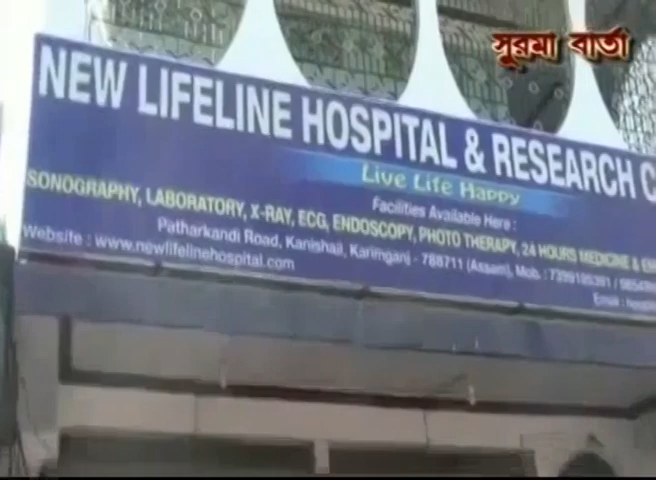 সুরমা বার্তা
NEW LIFELINE HOSPITAL & RESEARCH
Live Life Happy
Facilities Available Here :
SONOGRAPHY, LABORATORY, X-RAY, ECG, ENDOSCOPY, PHOTO THERAPY, 24 HOURS MEDICINE &
Patharkandi Road, Kanishail, Karimganj - 788711 (Assam), Mob. :
Website : www.newlifelinehospital.com
Email :